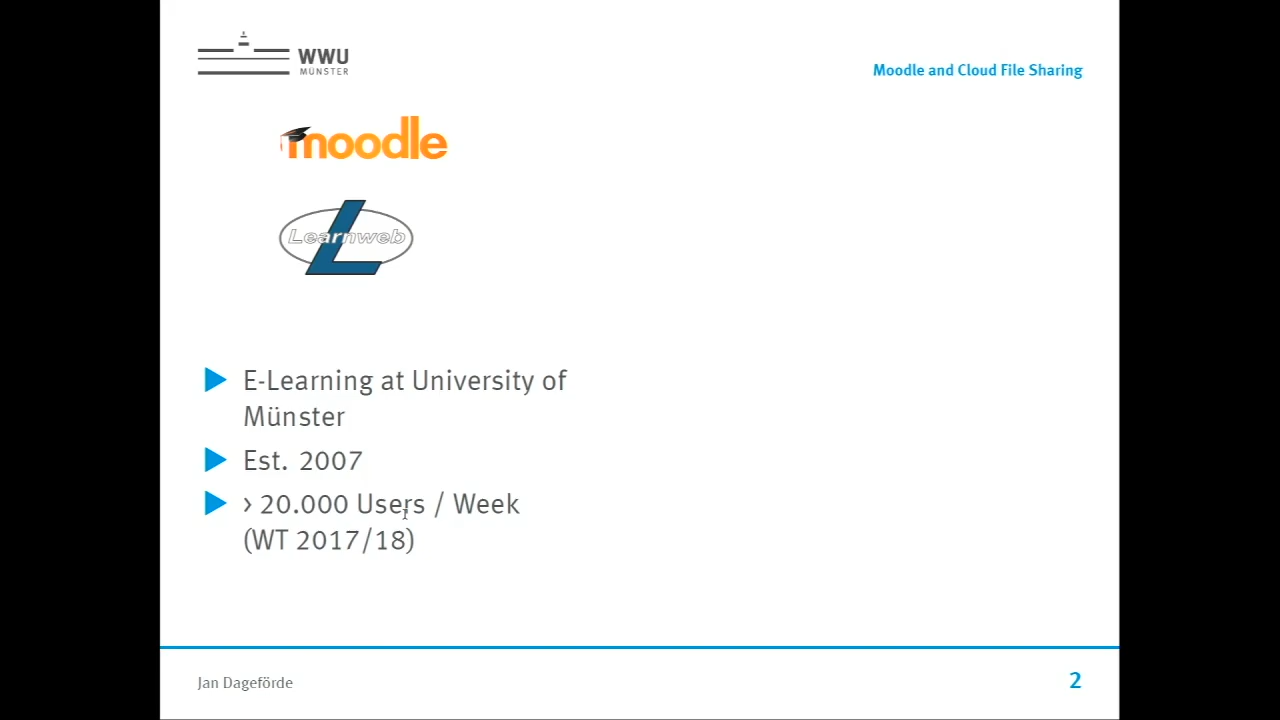 WWU
MÜNSTER
Moodle and Cloud File Sharing
moodle
Learnweb
E-Learning at University of
Münster
Est. 2007
> 20.000 Users / Week
(WT 2017/18)
Jan Dageförde
2